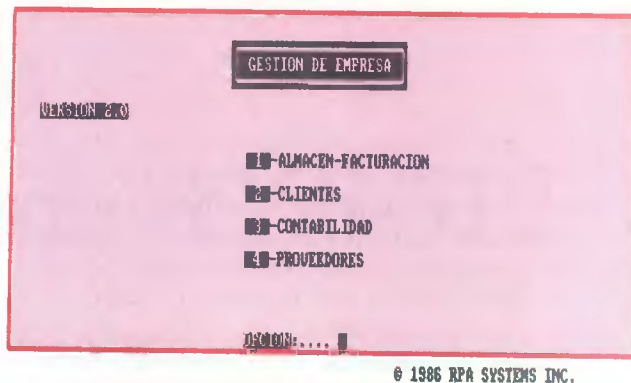 GESTION DE EMPRESA
VERSION 2.0
1-ALMACEN-FACTURACION
2-CLIENTES
3-CONTABILIDAD
4-PROVEEDORES
OPCION:....
© 1986 RPA SYSTEMS INC.